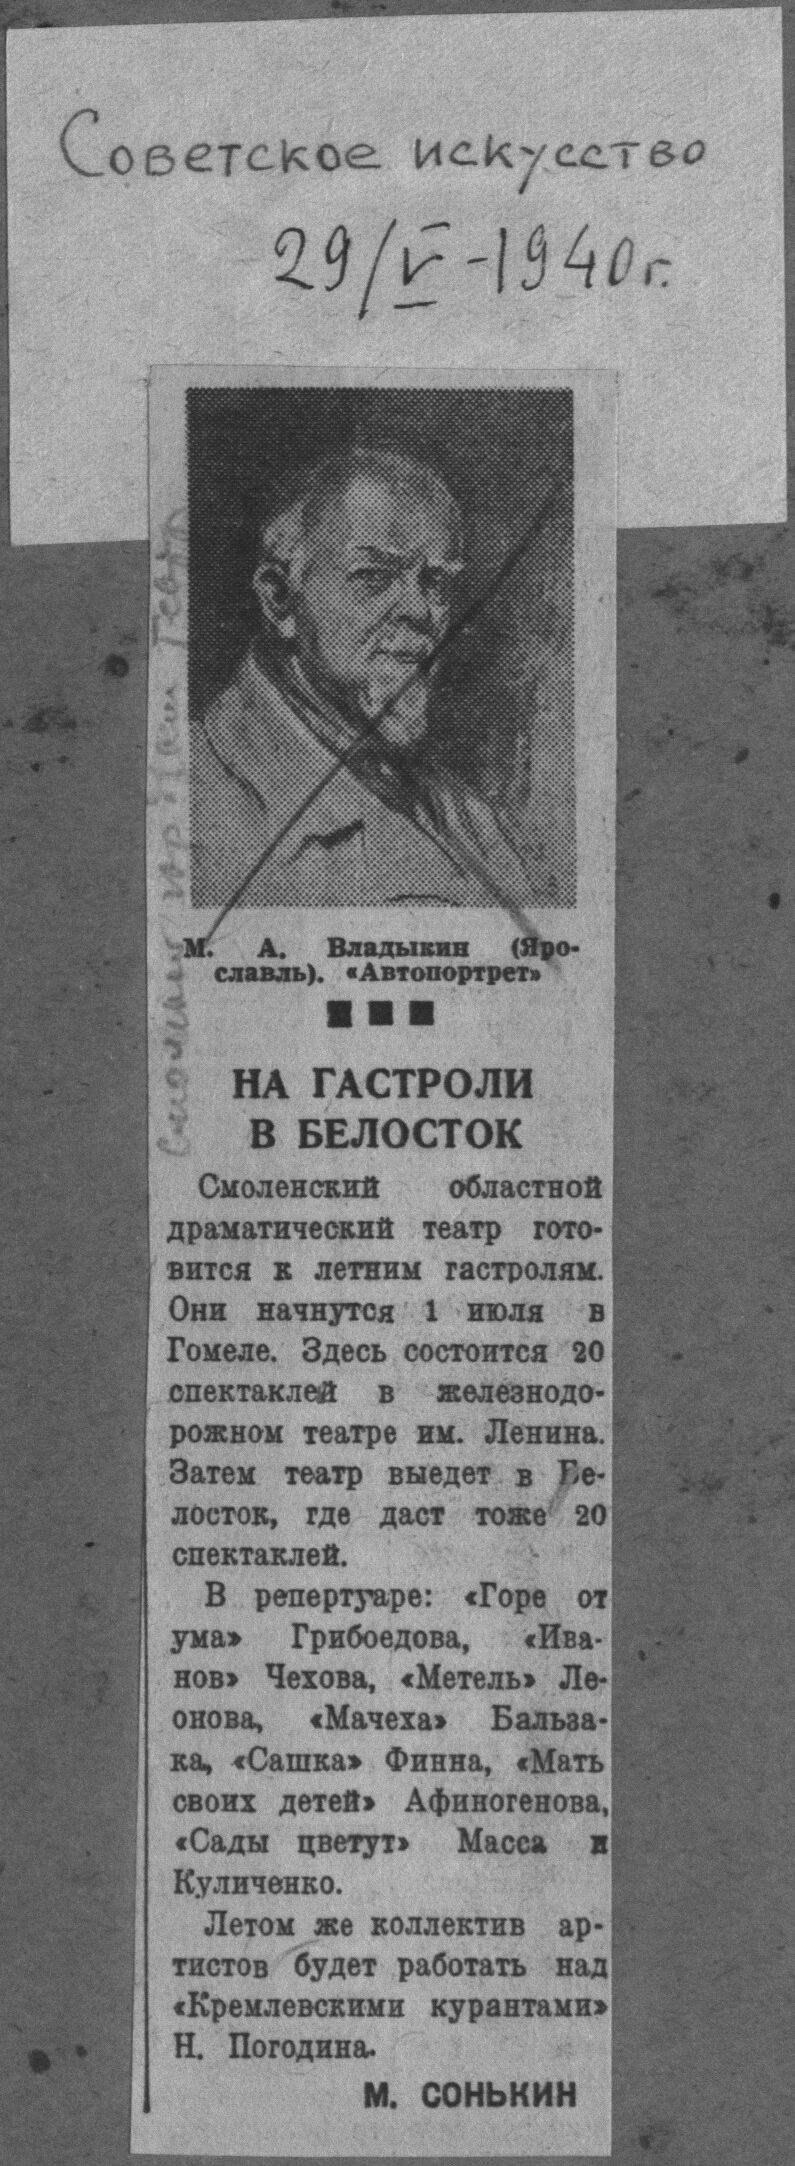 Советское искусство
29/V-1940 г.
М. А. Владыкин (Яро-
славль). «Автопортрет»
НА ГАСТРОЛИ
В БЕЛОСТОК
Смоленский областной
драматический театр гото-
вится к летним гастролям.
Они начнутся 1 июля в
Гомеле. Здесь состоится 20
спектаклей в железнодо-
рожном театре им. Ленина.
Затем театр выедет в Бе-
лосток, где даст тоже 20
спектаклей.
В репертуаре: «Горе от
ума» Грибоедова, «Ива-
нов» Чехова, «Метель» Ле-
онова, «Мачеха» Бальза-
ка, «Сашка» Финна, «Мать
своих детей» Афиногенова,
«Сады цветут» Масса и
Куличенко.
Летом же коллектив ар-
тистов будет работать над
«Кремлевскими курантами»
Н. Погодина.
М. СОНЬКИН